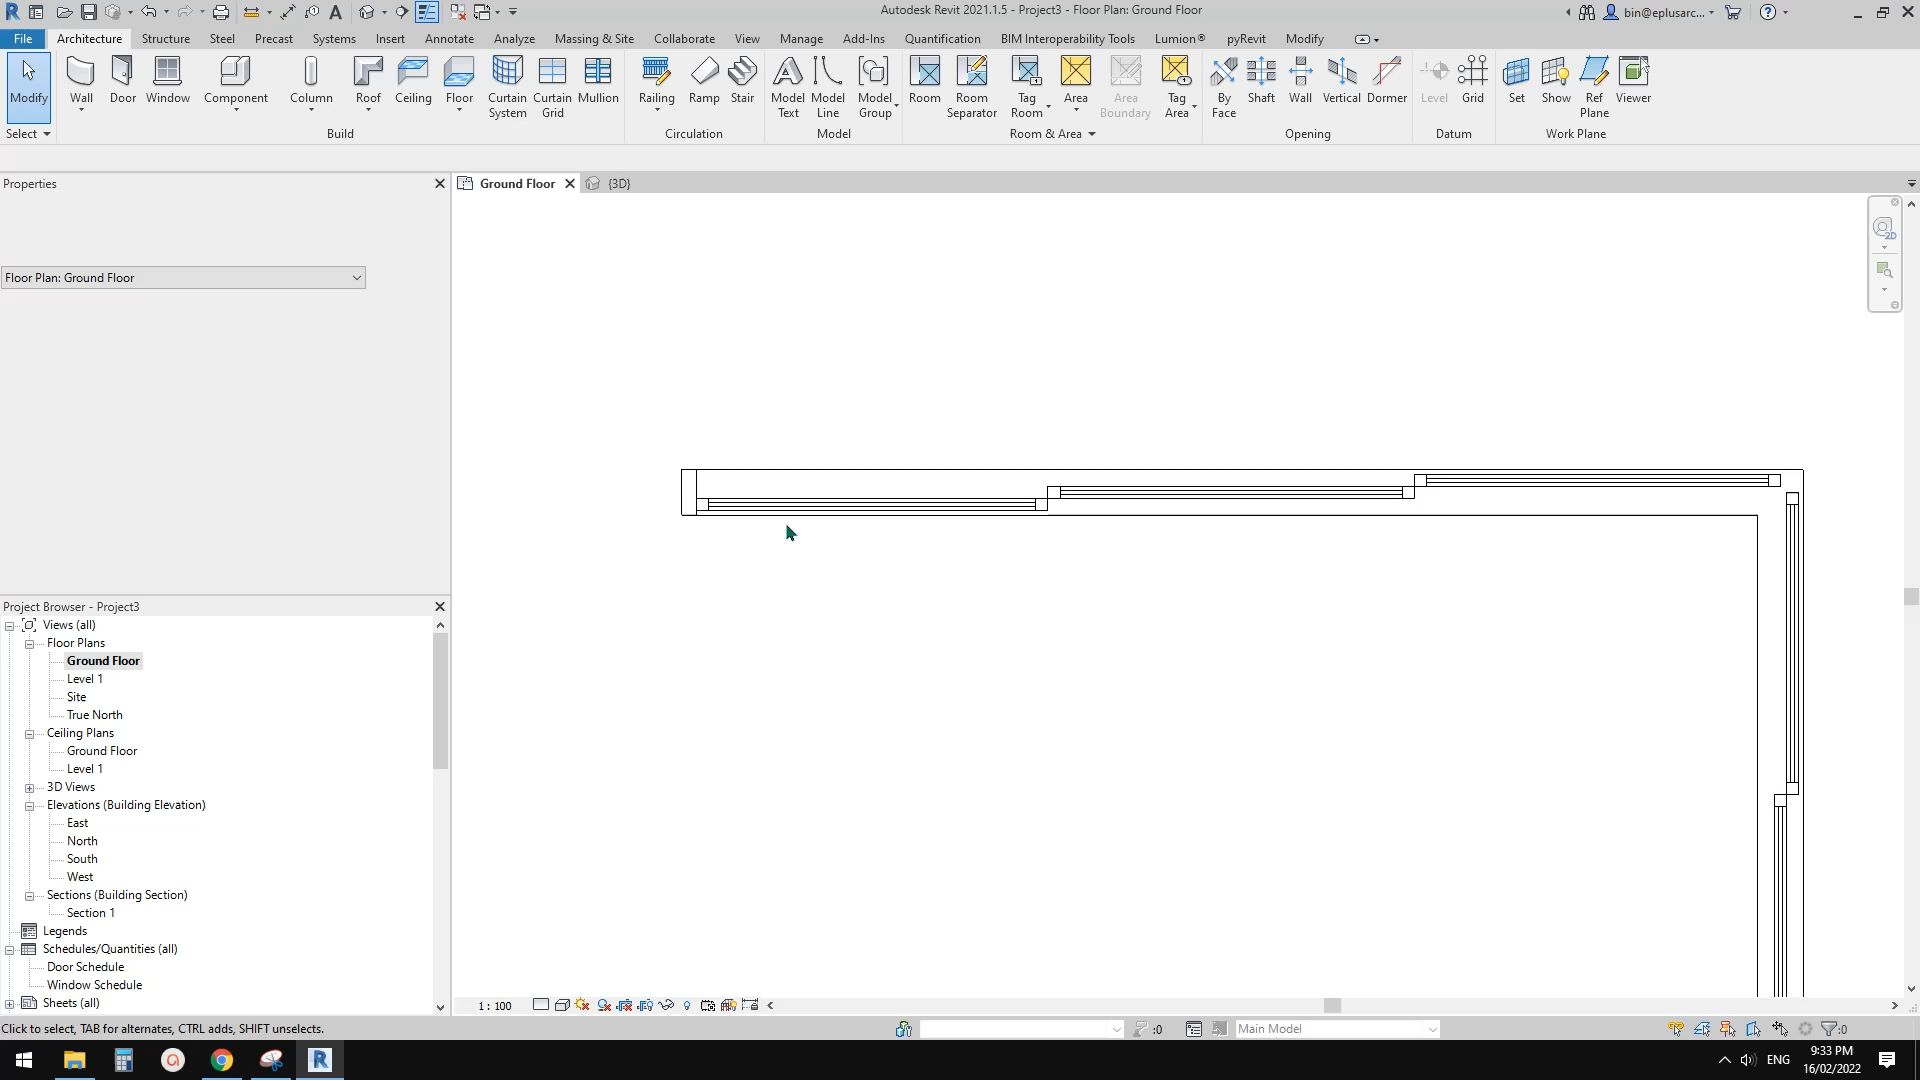 Autodesk Revit 2021.1.5 - Project3 - Floor Plan: Ground Floor
bin@eplusarc...
File Architecture Structure Steel Precast Systems Insert Annotate Analyze Massing & Site Collaborate View Manage Add-Ins Quantification BIM Interoperability Tools Lumion® pyRevit Modify
Modify Wall Door Window Component Column Roof Ceiling Floor Curtain System Curtain Grid Mullion Railing Ramp Stair Model Text Model Line Model Group Room Room Separator Tag Room Area Area Boundary Tag Area By Face Shaft Wall Vertical Dormer Level Grid Set Show Ref Plane Viewer
Select Build Circulation Model Room & Area Opening Datum Work Plane
Properties
Ground Floor {3D}
2D
Floor Plan: Ground Floor
Project Browser - Project3
Views (all)
Floor Plans
Ground Floor
Level 1
Site
True North
Ceiling Plans
Ground Floor
Level 1
3D Views
Elevations (Building Elevation)
East
North
South
West
Sections (Building Section)
Section 1
Legends
Schedules/Quantities (all)
Door Schedule
Window Schedule
Sheets (all)
1 : 100
Click to select, TAB for alternates, CTRL adds, SHIFT unselects.
:0
Main Model
:0
ENG
9:33 PM
16/02/2022